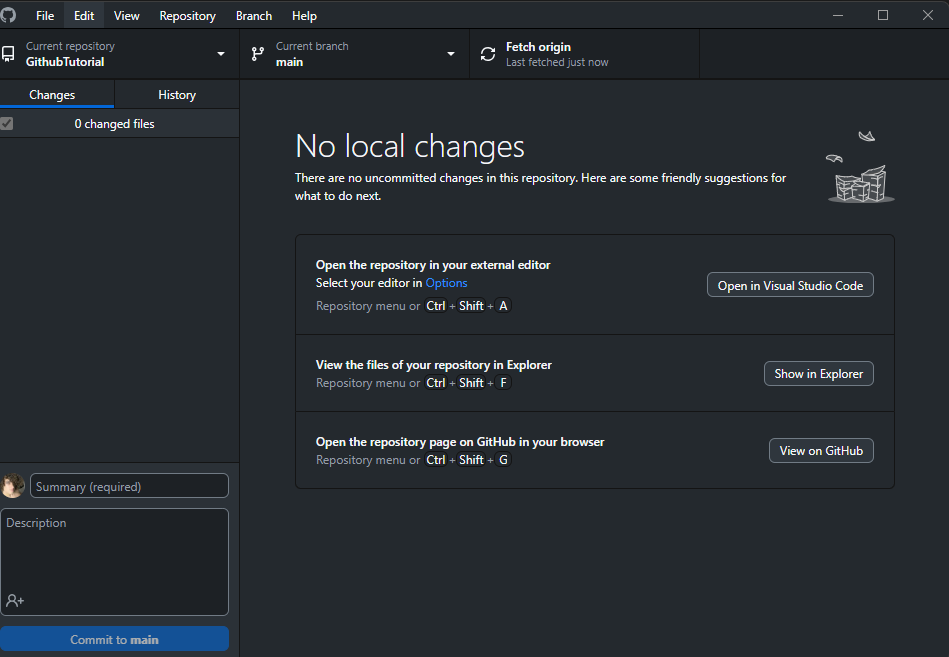 File Edit View Repository Branch Help
Current repository
GithubTutorial
Current branch
main
Fetch origin
Last fetched just now
Changes History
0 changed files
No local changes
There are no uncommitted changes in this repository. Here are some friendly suggestions for
what to do next.
Open the repository in your external editor
Select your editor in Options
Repository menu or Ctrl + Shift + A
Open in Visual Studio Code
View the files of your repository in Explorer
Repository menu or Ctrl + Shift + F
Show in Explorer
Open the repository page on GitHub in your browser
Repository menu or Ctrl + Shift + G
View on GitHub
Summary (required)
Description
Commit to main